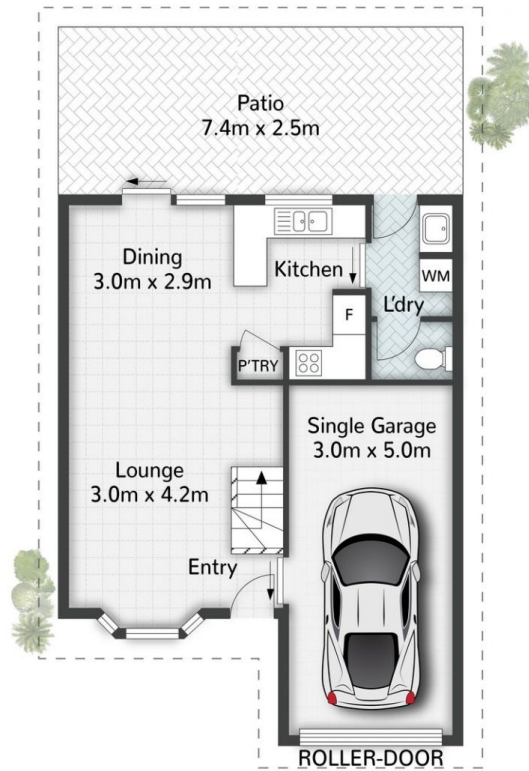 Patio
7.4m x 2.5m
Dining
3.0m x 2.9m
Kitchen
WM
L'dry
F
P'TRY
Single Garage
3.0m x 5.0m
Lounge
3.0m x 4.2m
Entry
ROLLER-DOOR